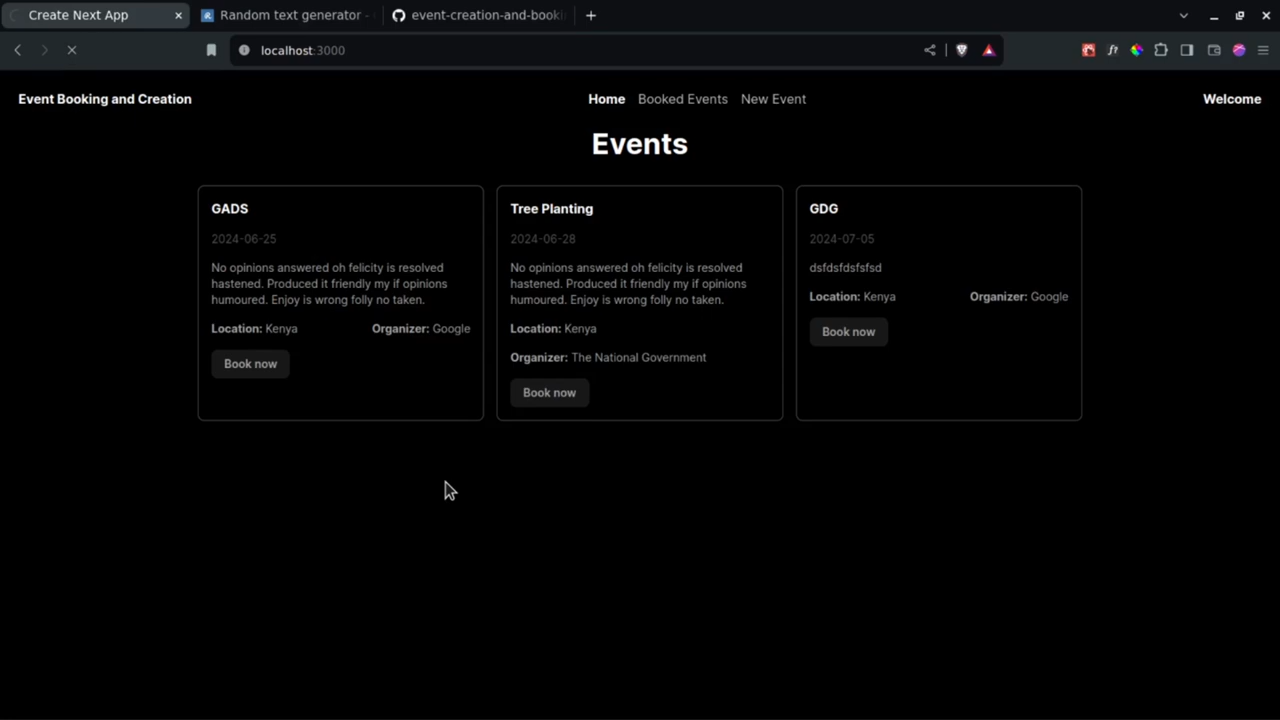 Create Next App
Random text generator -
event-creation-and-booki
localhost:3000
Event Booking and Creation
Home
Booked Events
New Event
Welcome
Events
GADS
2024-06-25
No opinions answered oh felicity is resolved
hastened. Produced it friendly my if opinions
humoured. Enjoy is wrong folly no taken.
Location: Kenya
Organizer: Google
Book now
Tree Planting
2024-06-28
No opinions answered oh felicity is resolved
hastened. Produced it friendly my if opinions
humoured. Enjoy is wrong folly no taken.
Location: Kenya
Organizer: The National Government
Book now
GDG
2024-07-05
dsfdsfdsfsfsd
Location: Kenya
Organizer: Google
Book now